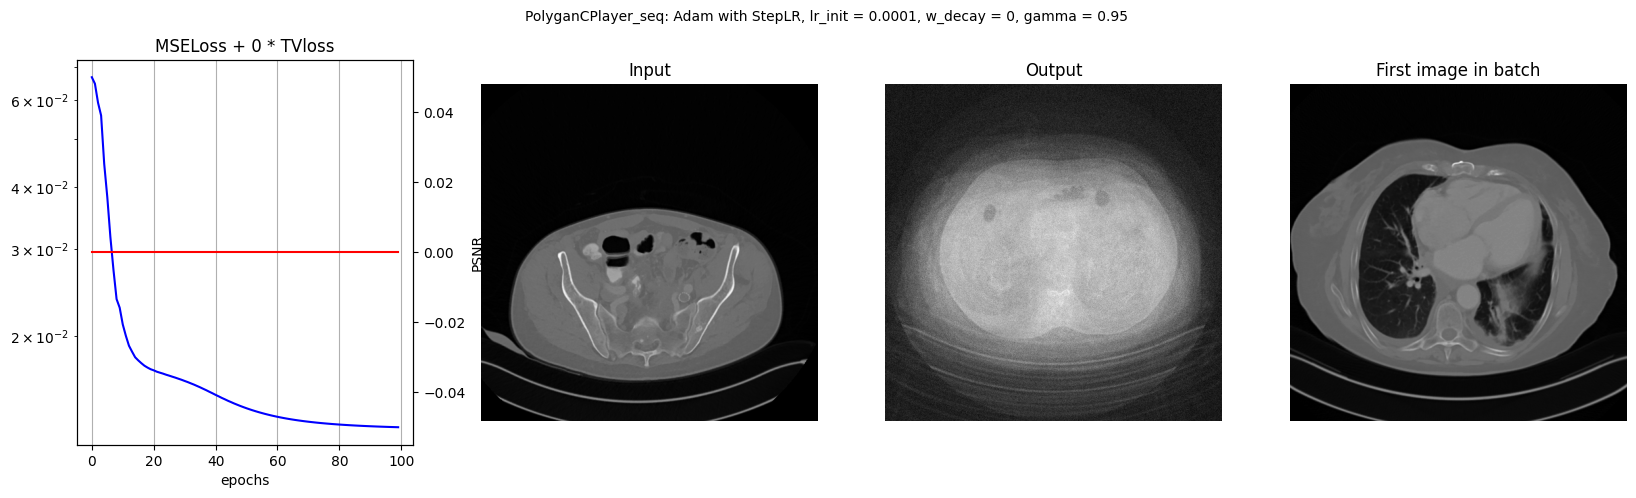 PolyganCPlayer_seq: Adam with StepLR, lr_init = 0.0001, w_decay = 0, gamma = 0.95
MSELoss + 0 * TVloss
6 × 10⁻²
4 × 10⁻²
3 × 10⁻²
2 × 10⁻²
0.04
0.02
0.00
−0.02
−0.04
PSNR
0 20 40 60 80 100
epochs
Input
Output
First image in batch